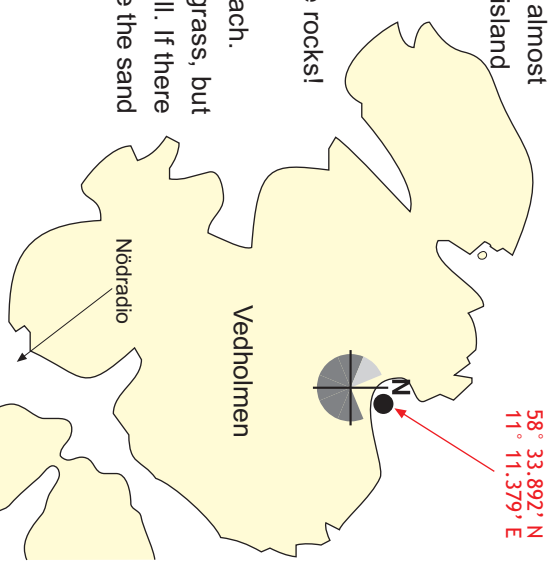 almost
island
e rocks!
ach.
grass, but
ll. If there
e the sand
58° 33.892' N
11° 11.379' E
N
Vedholmen
Nödradio